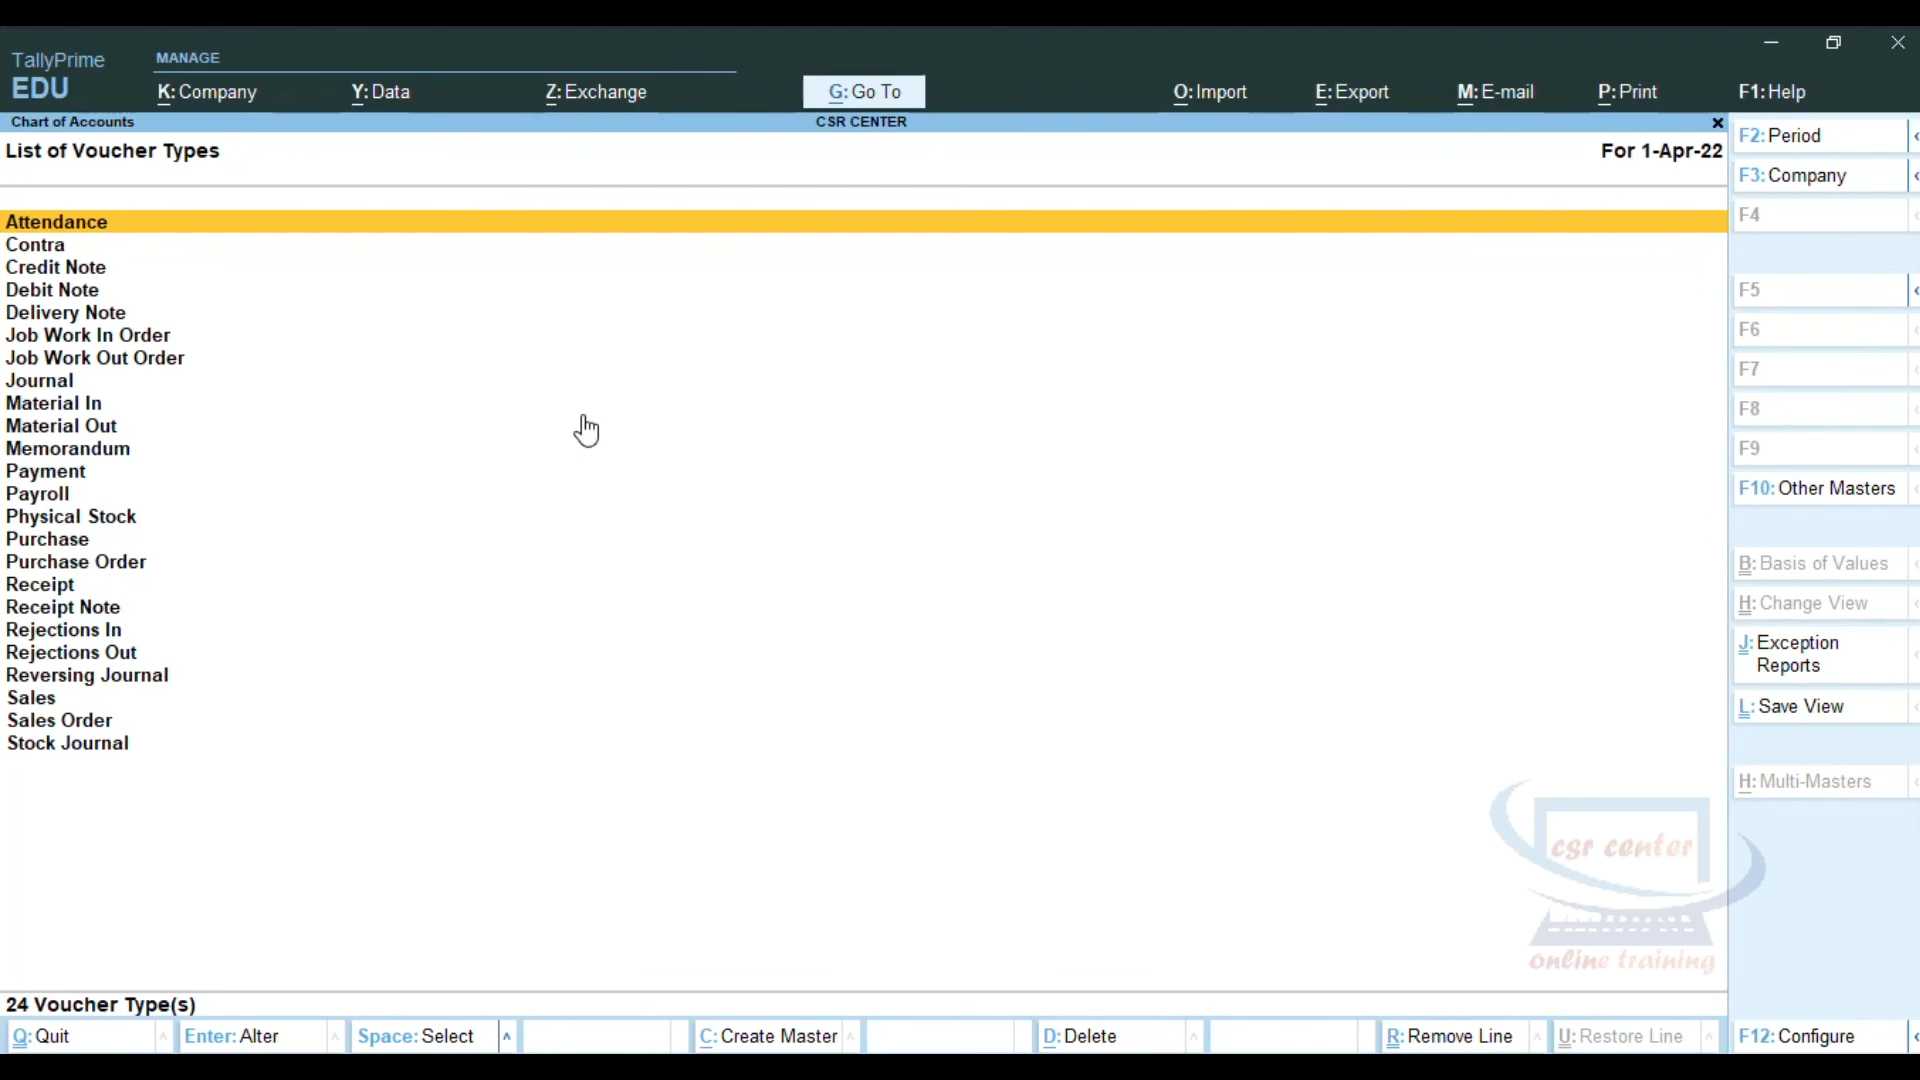 TallyPrime
EDU
MANAGE
K: Company
Y: Data
Z: Exchange
G: Go To
O: Import
E: Export
M: E-mail
P: Print
F1: Help
Chart of Accounts
CSR CENTER
List of Voucher Types
For 1-Apr-22
Attendance
Contra
Credit Note
Debit Note
Delivery Note
Job Work In Order
Job Work Out Order
Journal
Material In
Material Out
Memorandum
Payment
Payroll
Physical Stock
Purchase
Purchase Order
Receipt
Receipt Note
Rejections In
Rejections Out
Reversing Journal
Sales
Sales Order
Stock Journal
F2: Period
F3: Company
F4
F5
F6
F7
F8
F9
F10: Other Masters
B: Basis of Values
H: Change View
J: Exception
Reports
L: Save View
H: Multi-Masters
csr center
online training
24 Voucher Type(s)
Q: Quit
Enter: Alter
Space: Select
C: Create Master
D: Delete
R: Remove Line
U: Restore Line
F12: Configure